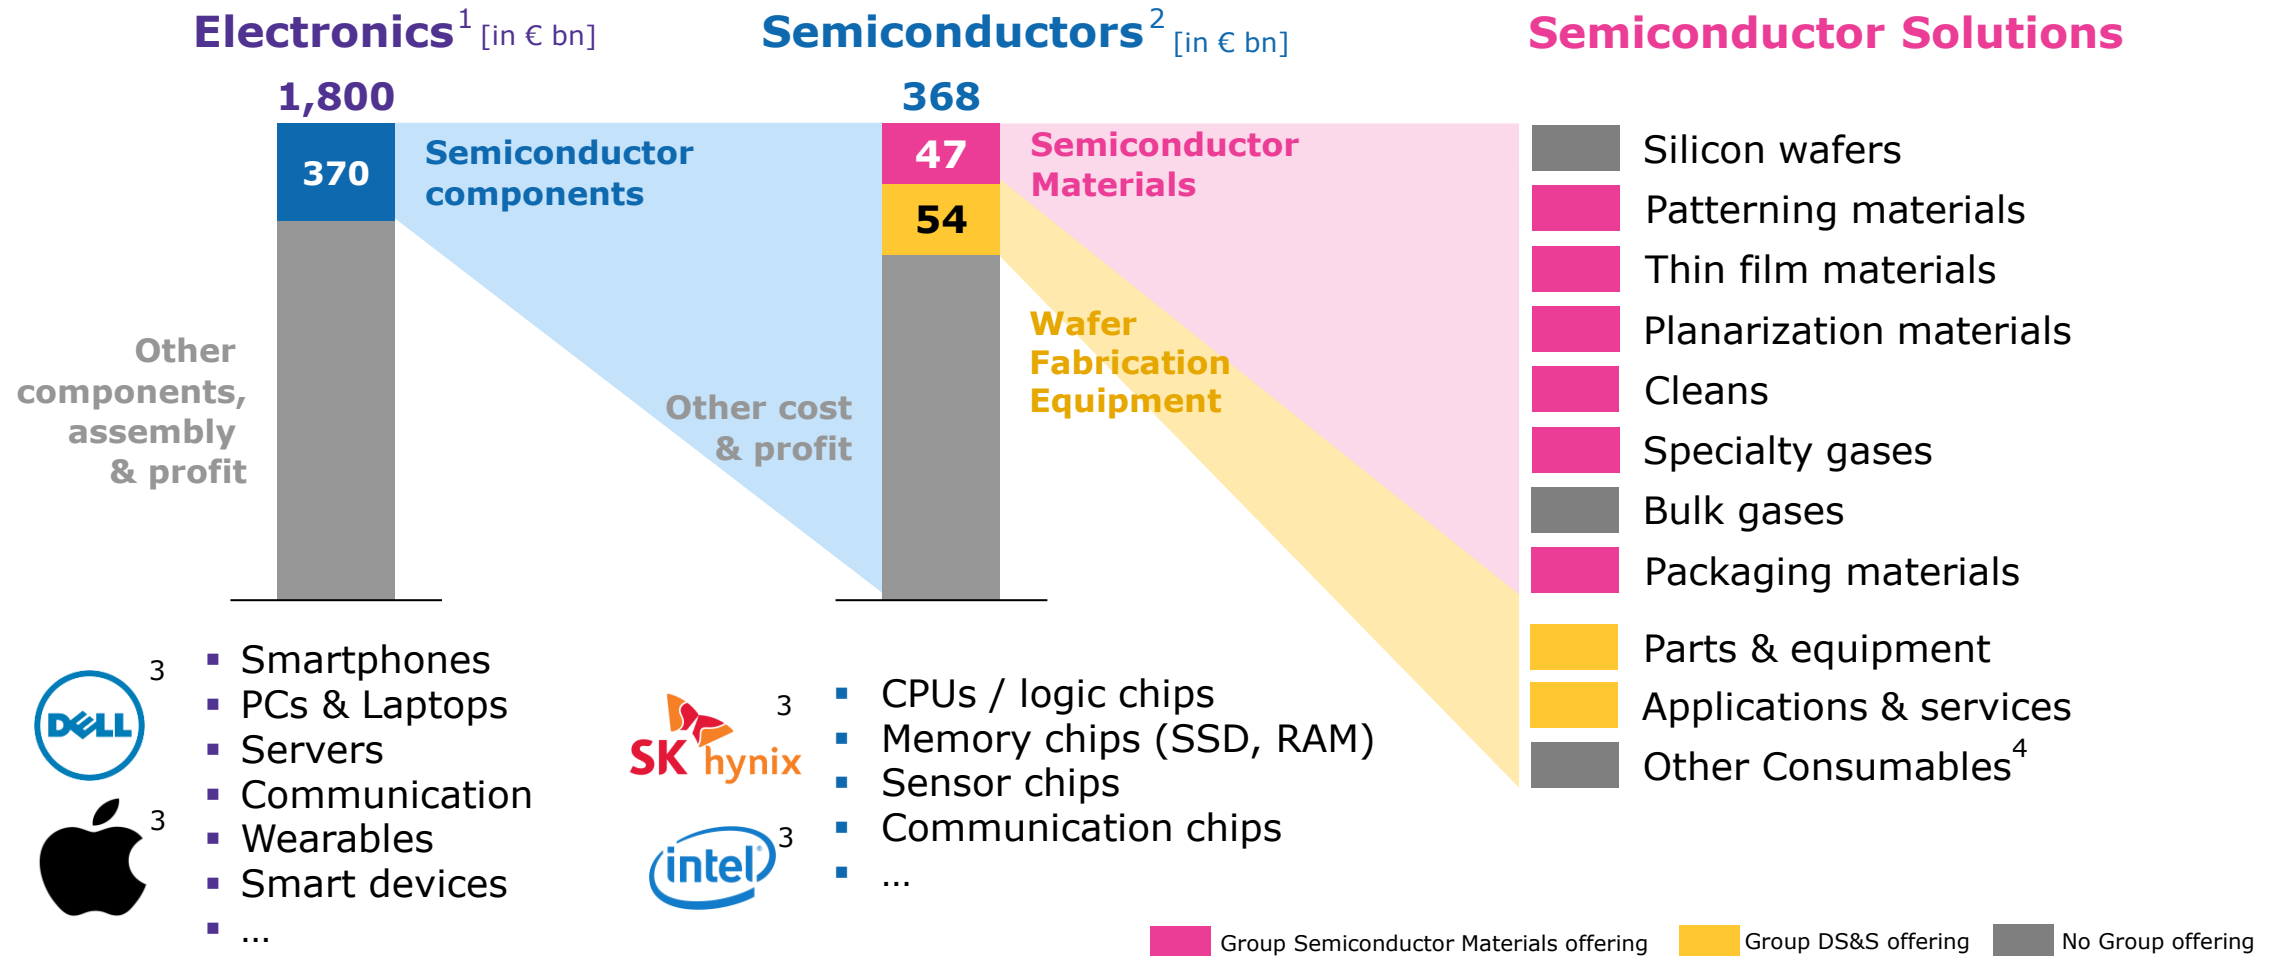 Electronics1 [in € bn]
1,800
370
Semiconductor
components
Other
components,
assembly
& profit
DELL
3
3
▪ Smartphones
▪ PCs & Laptops
▪ Servers
▪ Communication
▪ Wearables
▪ Smart devices
▪ ...
Semiconductors2 [in € bn]
368
47
54
Semiconductor
Materials
Wafer
Fabrication
Equipment
Other cost
& profit
SK hynix
3
intel®
3
▪ CPUs / logic chips
▪ Memory chips (SSD, RAM)
▪ Sensor chips
▪ Communication chips
▪ ...
Semiconductor Solutions
Silicon wafers
Patterning materials
Thin film materials
Planarization materials
Cleans
Specialty gases
Bulk gases
Packaging materials
Parts & equipment
Applications & services
Other Consumables4
Group Semiconductor Materials offering
Group DS&S offering
No Group offering